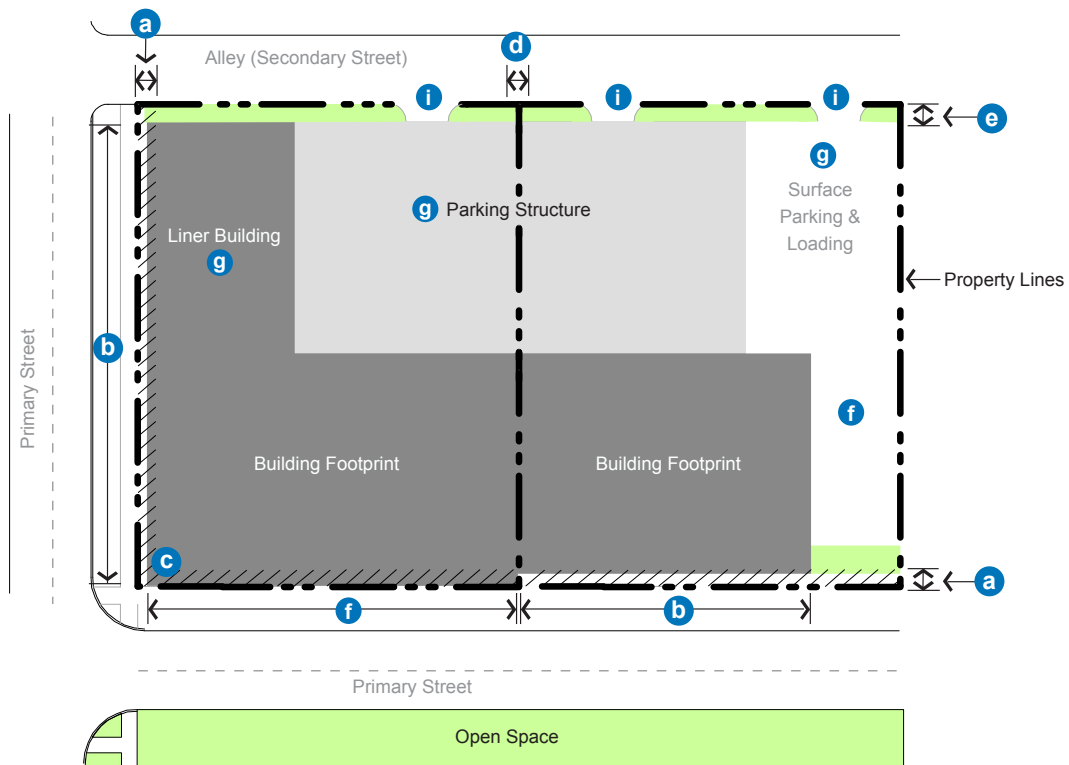 a
d
Alley (Secondary Street)
i
i
i
e
g
Surface
Parking &
Loading
g Parking Structure
Liner Building
g
Property Lines
Primary Street
b
f
Building Footprint
Building Footprint
c
a
f
b
Primary Street
Open Space